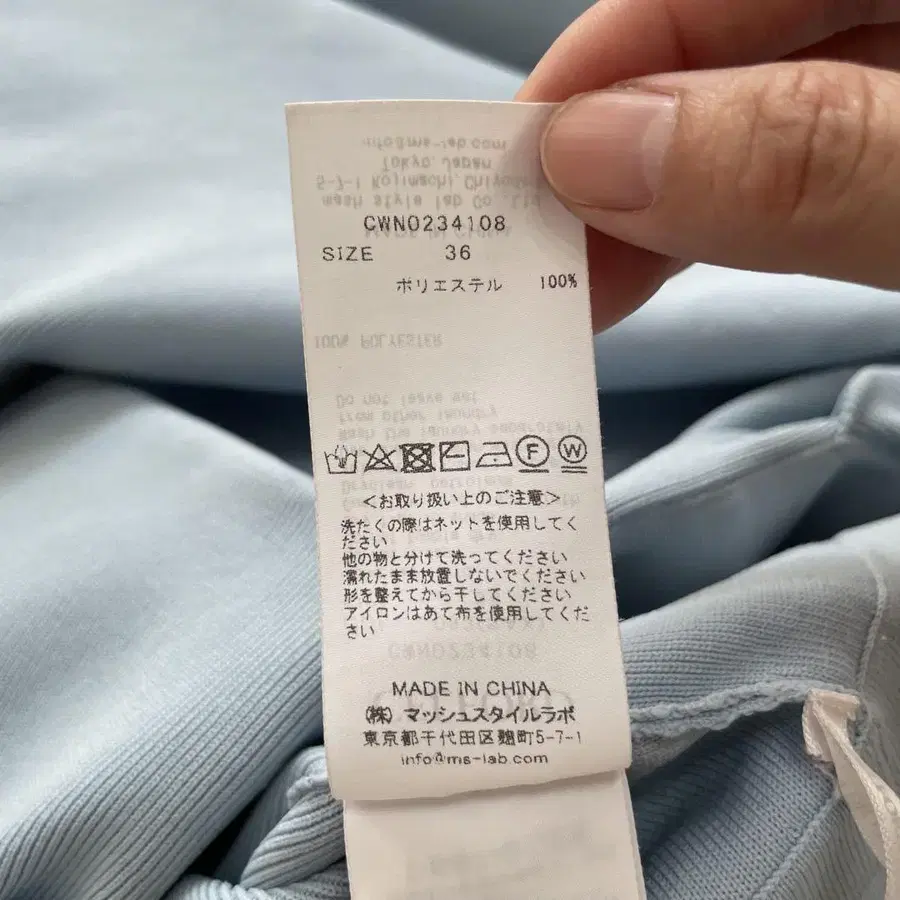 CWN0234108
SIZE 36
ポリエステル 100%
F W
<お取り扱い上のご注意>
洗たくの際はネットを使用してく
ださい
他の物と分けて洗ってください
濡れたまま放置しないでください
形を整えてから干してください
アイロンはあて布を使用してくだ
さい
MADE IN CHINA
(株) マッシュスタイルラボ
東京都千代田区麹町5-7-1
info@ms-lab.com